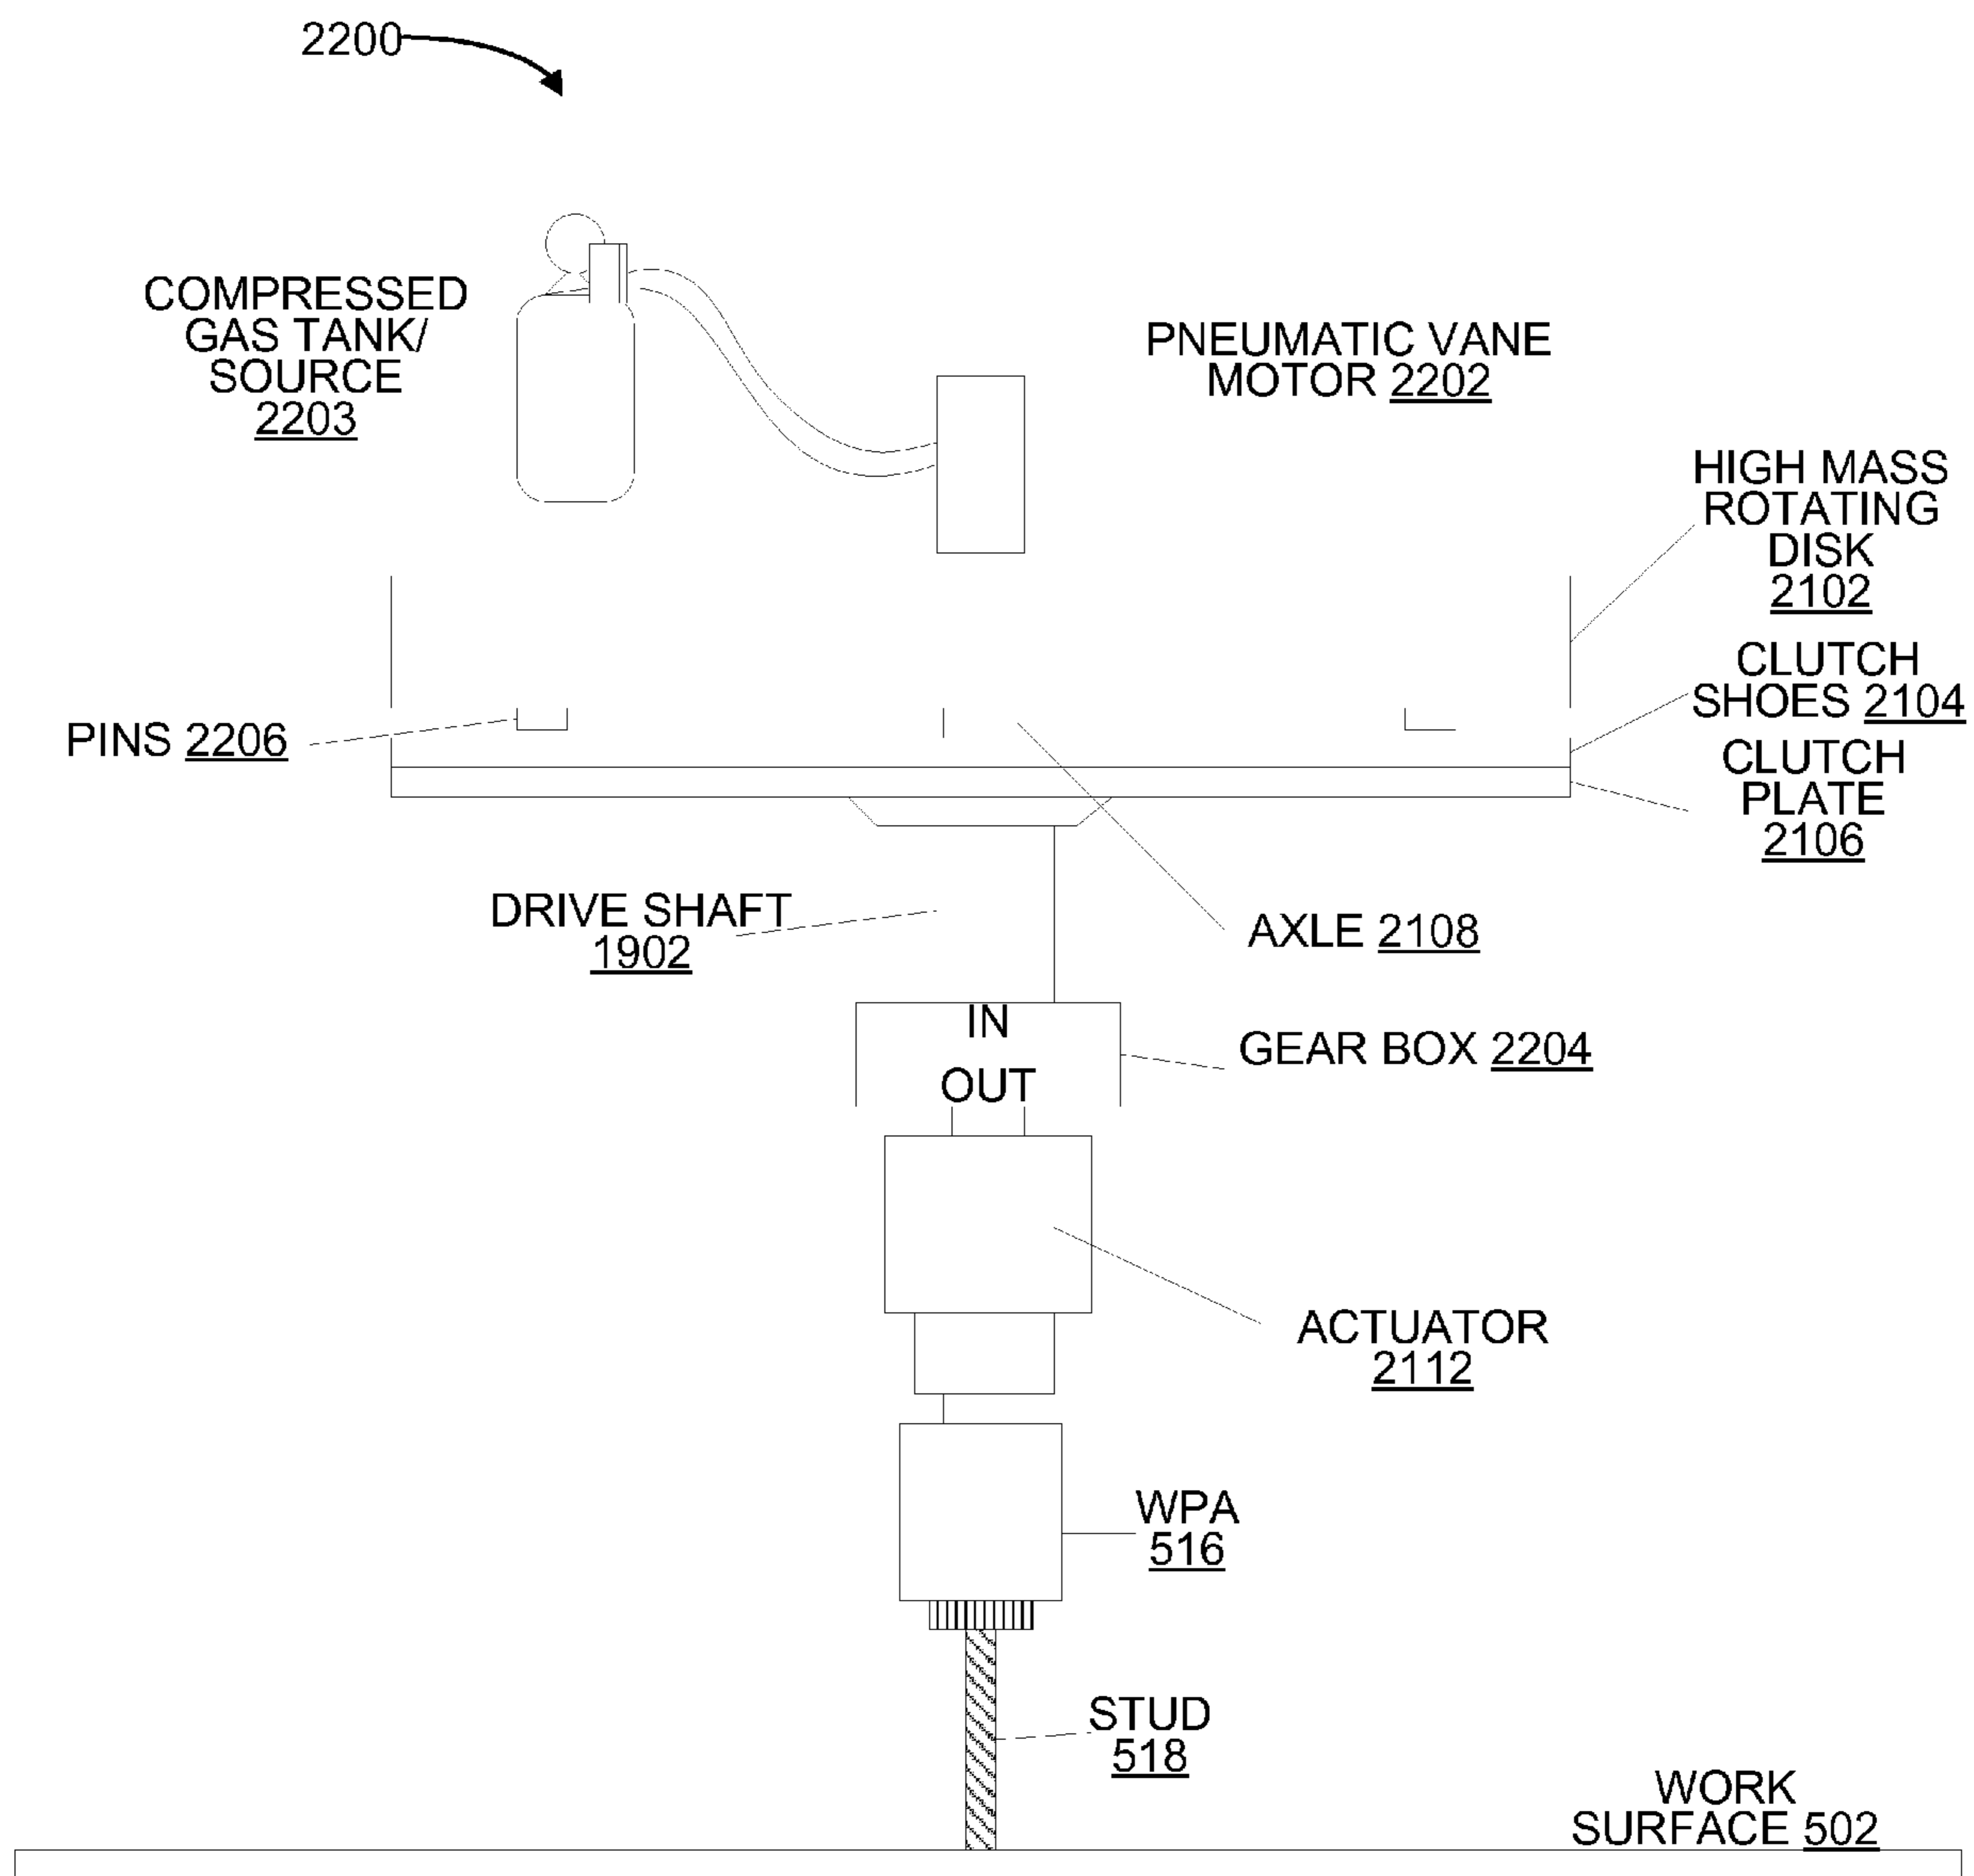 2200
COMPRESSED
GAS TANK/
SOURCE
2203
PNEUMATIC VANE
MOTOR 2202
HIGH MASS
ROTATING
DISK
2102
CLUTCH
SHOES 2104
PINS 2206
CLUTCH
PLATE
2106
DRIVE SHAFT
1902
AXLE 2108
IN
OUT
GEAR BOX 2204
ACTUATOR
2112
WPA
516
STUD
518
WORK
SURFACE 502